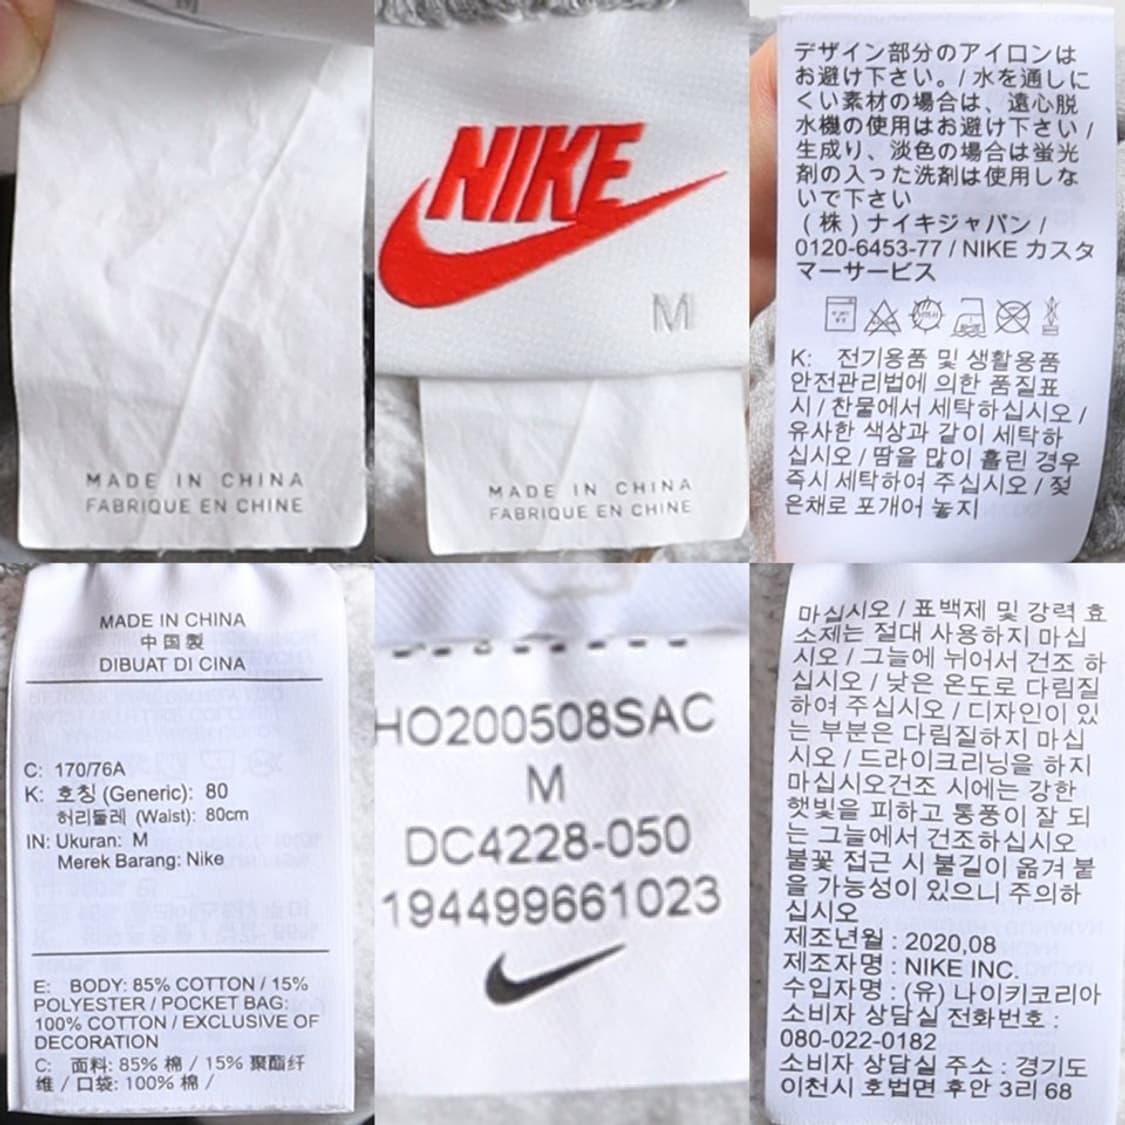 M
MADE IN CHINA
FABRIQUE EN CHINE
NIKE
M
MADE IN CHINA
FABRIQUE EN CHINE
デザイン部分のアイロンは
お避け下さい。/ 水を通しに
くい素材の場合は、遠心脱
水機の使用はお避け下さい /
生成り、淡色の場合は蛍光
剤の入った洗剤は使用しな
いで下さい
(株)ナイキジャパン /
0120-6453-77 / NIKE カスタ
マーサービス
K: 전기용품 및 생활용품
안전관리법에 의한 품질표
시 / 찬물에서 세탁하십시오 /
유사한 색상과 같이 세탁하
십시오 / 땀을 많이 흘린 경우
즉시 세탁하여 주십시오 / 젖
은채로 포개어 놓지
MADE IN CHINA
中国製
DIBUAT DI CINA
C: 170/76A
K: 호칭 (Generic): 80
허리둘레 (Waist): 80cm
IN: Ukuran: M
Merek Barang: Nike
E: BODY: 85% COTTON / 15%
POLYESTER / POCKET BAG:
100% COTTON / EXCLUSIVE OF
DECORATION
C: 面料: 85% 棉 / 15% 聚酯纤
维 / 口袋: 100% 棉 /
HO200508SAC
M
DC4228-050
194499661023
마십시오 / 표백제 및 강력 효
소제는 절대 사용하지 마십
시오 / 그늘에 뉘어서 건조 하
십시오 / 낮은 온도로 다림질
하여 주십시오 / 디자인이 있
는 부분은 다림질하지 마십
시오 / 드라이크리닝을 하지
마십시오건조 시에는 강한
햇빛을 피하고 통풍이 잘 되
는 그늘에서 건조하십시오
불꽃 접근 시 불길이 옮겨 붙
을 가능성이 있으니 주의하
십시오
제조년월 : 2020,08
제조자명 : NIKE INC.
수입자명 : (유) 나이키코리아
소비자 상담실 전화번호 :
080-022-0182
소비자 상담실 주소 : 경기도
이천시 호법면 후안 3리 68